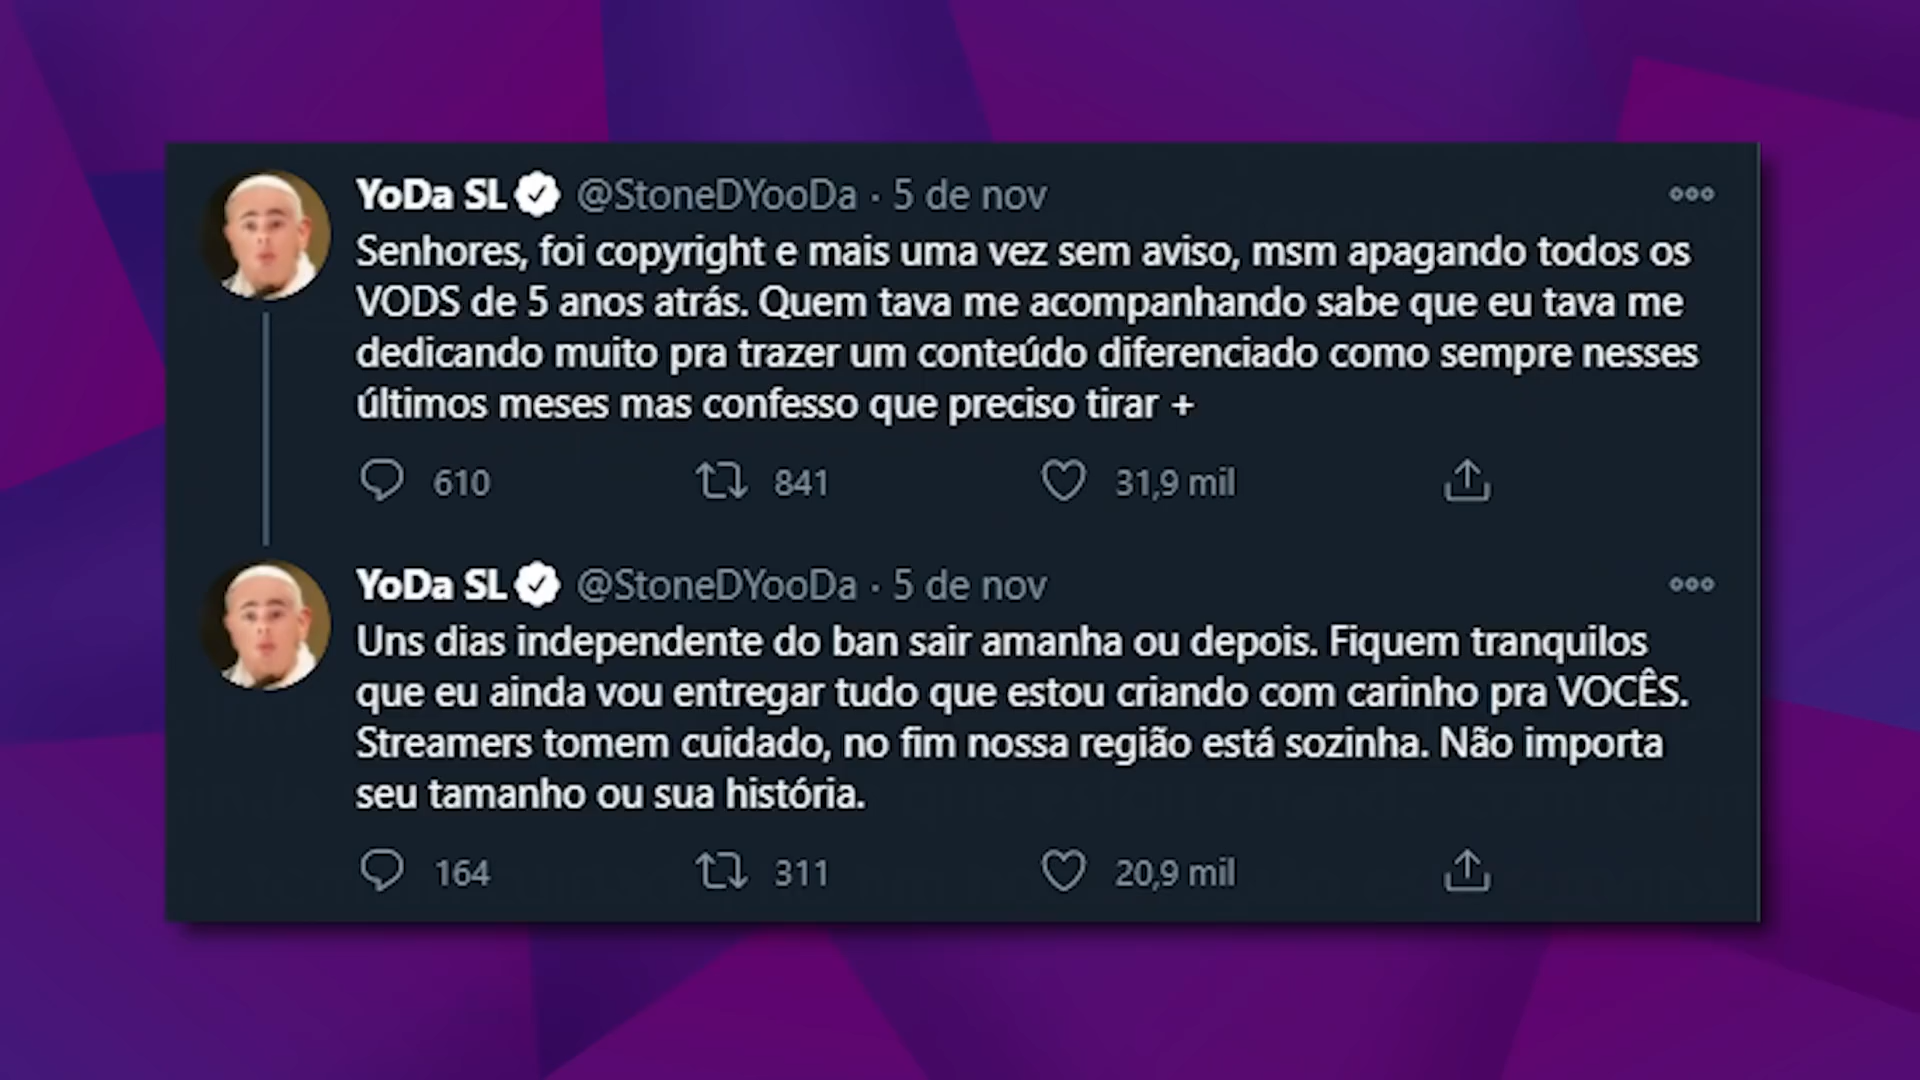 YoDa SL @StoneDYooDa · 5 de nov
Senhores, foi copyright e mais uma vez sem aviso, msm apagando todos os
VODS de 5 anos atrás. Quem tava me acompanhando sabe que eu tava me
dedicando muito pra trazer um conteúdo diferenciado como sempre nesses
últimos meses mas confesso que preciso tirar +
610 841 31,9 mil
YoDa SL @StoneDYooDa · 5 de nov
Uns dias independente do ban sair amanha ou depois. Fiquem tranquilos
que eu ainda vou entregar tudo que estou criando com carinho pra VOCÊS.
Streamers tomem cuidado, no fim nossa região está sozinha. Não importa
seu tamanho ou sua história.
164 311 20,9 mil